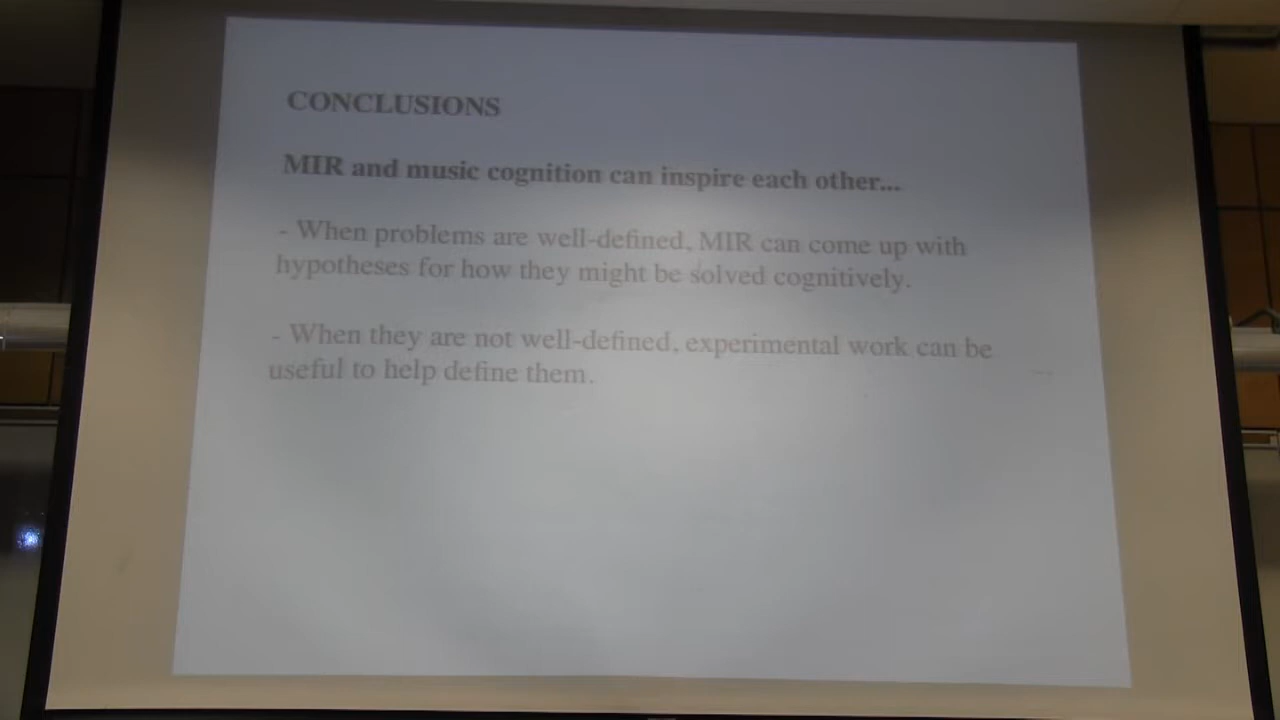 CONCLUSIONS
MIR and music cognition can inspire each other...
- When problems are well-defined, MIR can come up with
hypotheses for how they might be solved cognitively.
- When they are not well-defined, experimental work can be
useful to help define them.